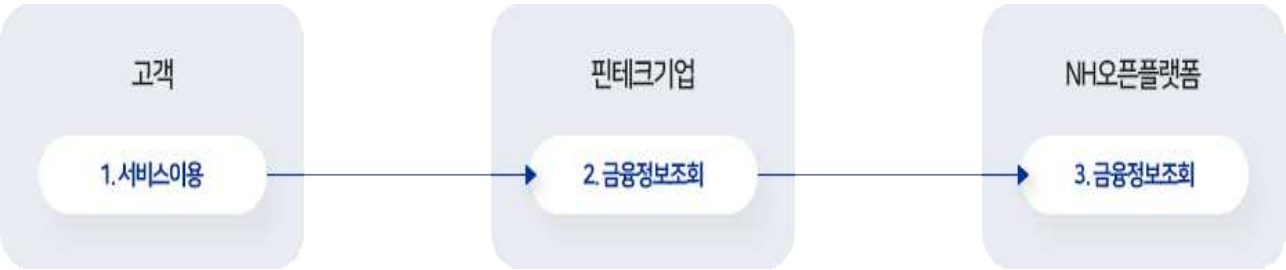 고객
핀테크기업
NH오픈플랫폼
1. 서비스이용
2. 금융정보조회
3. 금융정보조회